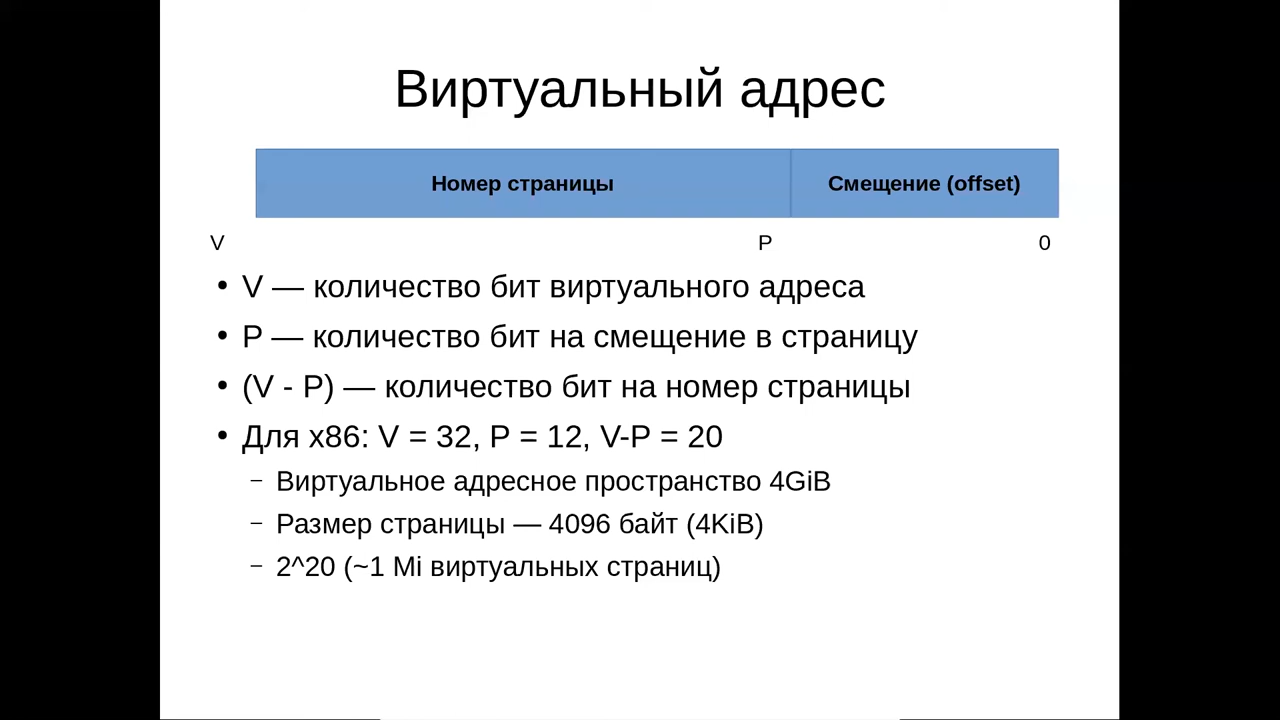 Виртуальный адрес
Номер страницы Смещение (offset)
V P 0
• V — количество бит виртуального адреса
• P — количество бит на смещение в страницу
• (V - P) — количество бит на номер страницы
• Для x86: V = 32, P = 12, V-P = 20
– Виртуальное адресное пространство 4GiB
– Размер страницы — 4096 байт (4KiB)
– 2^20 (~1 Mi виртуальных страниц)